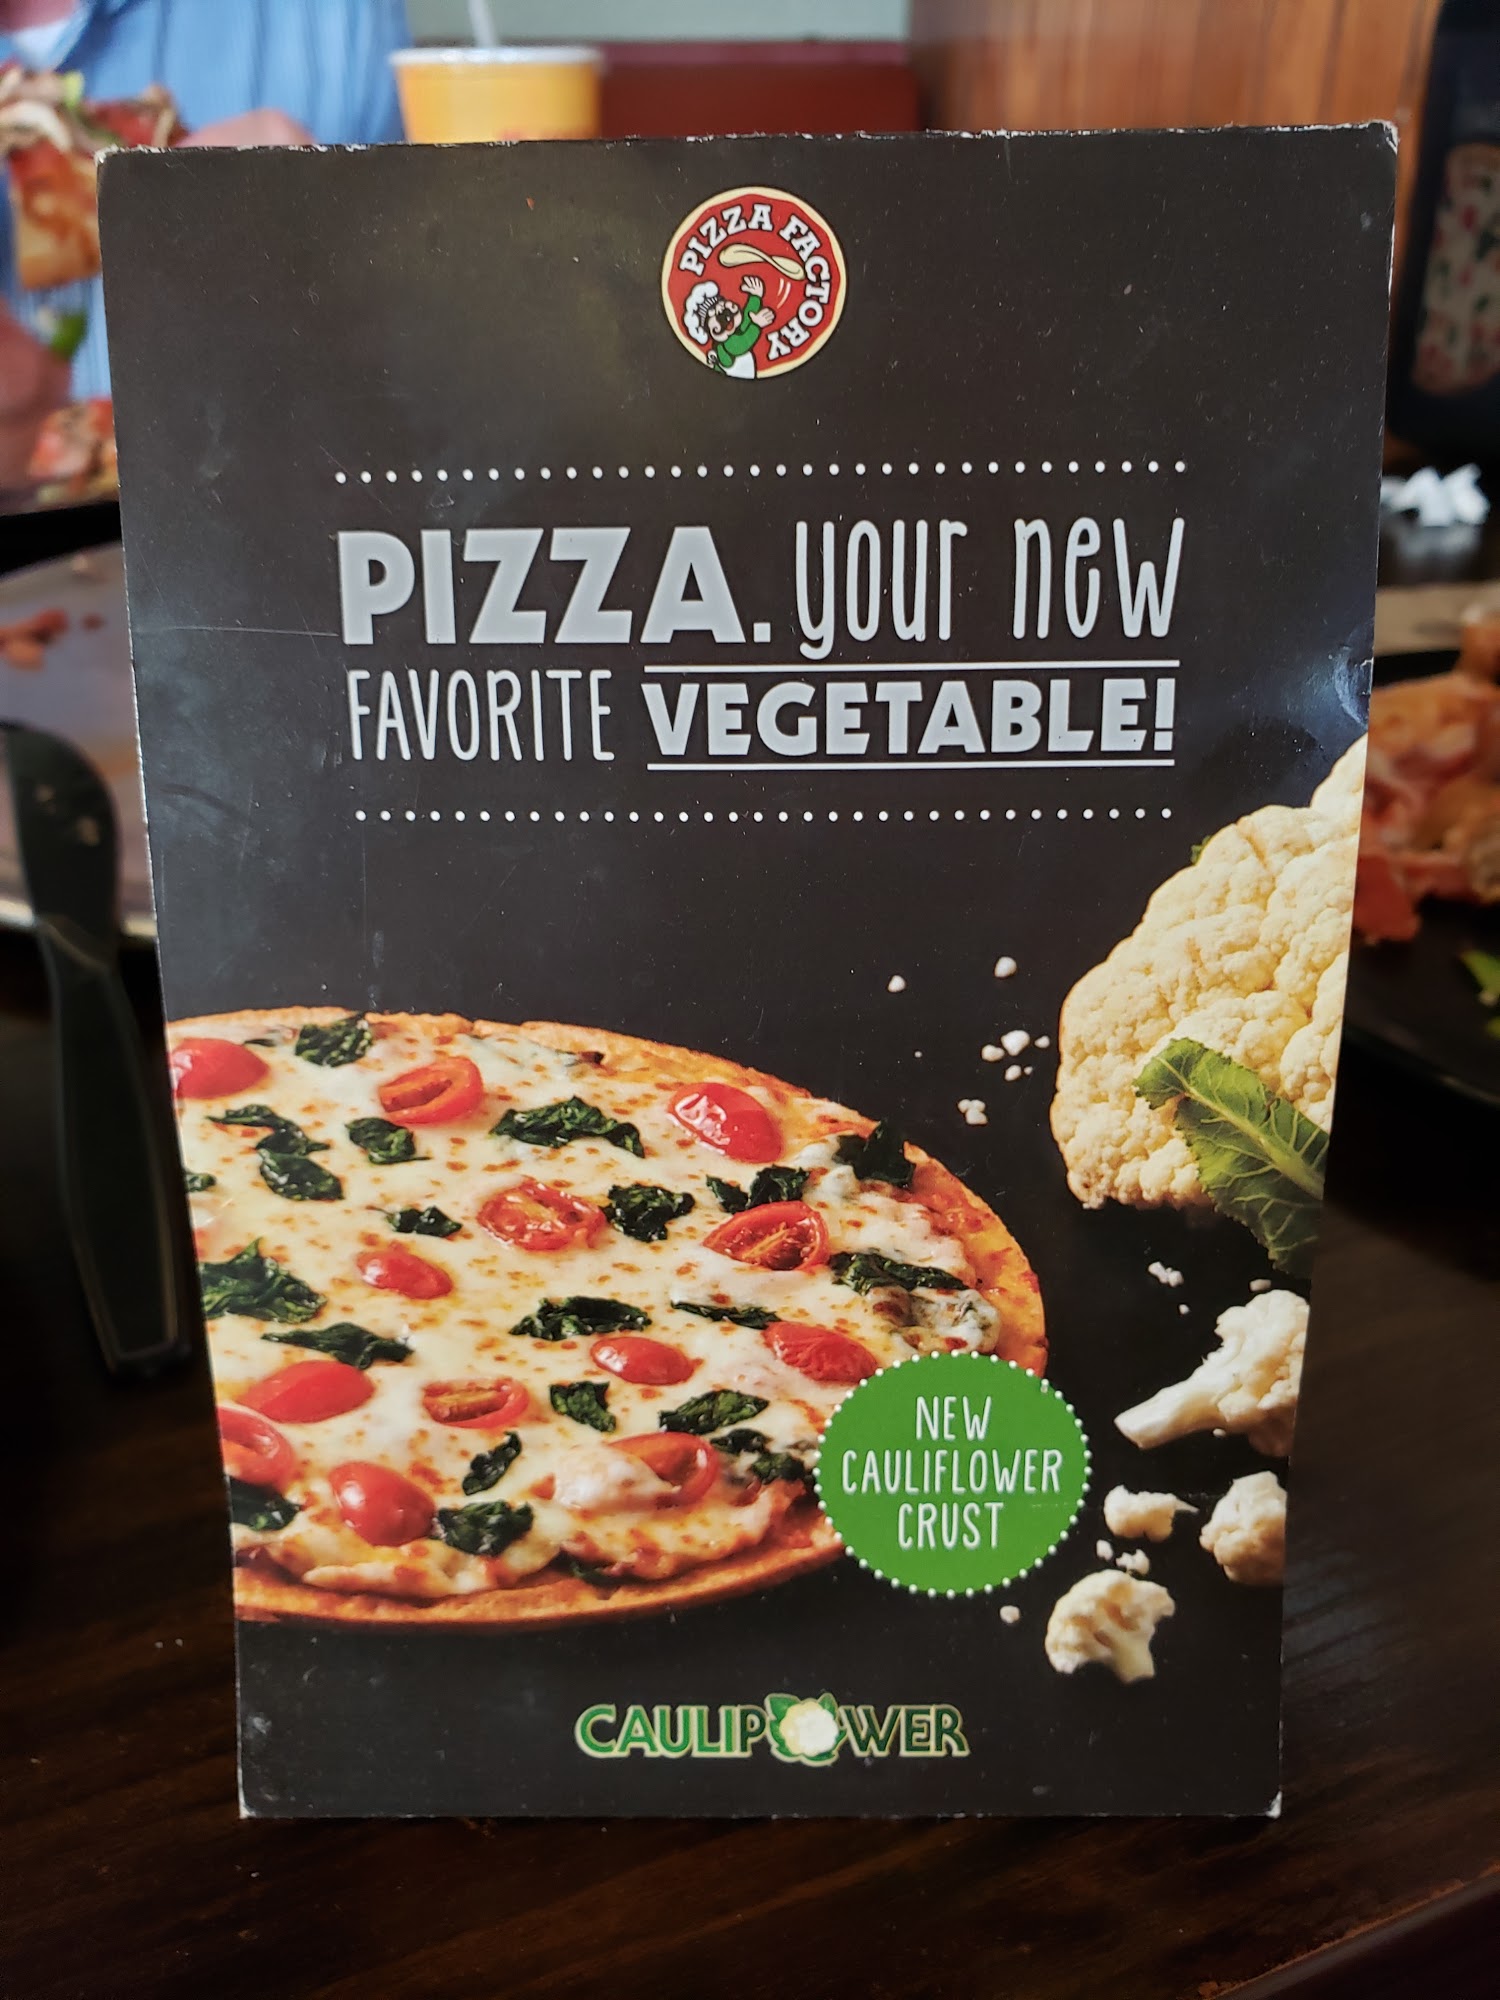 PIZZA FACTORY
PIZZA. your new
FAVORITE VEGETABLE!
NEW
CAULIFLOWER
CRUST
CAULIPOWER